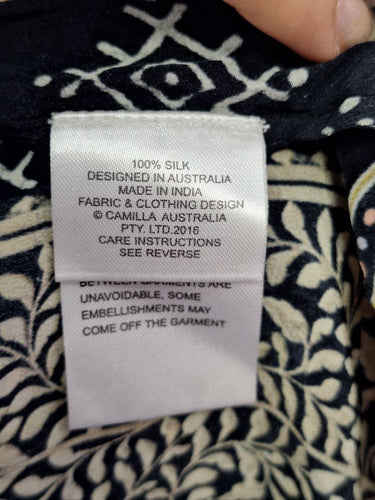 100% SILK
DESIGNED IN AUSTRALIA
MADE IN INDIA
FABRIC & CLOTHING DESIGN
© CAMILLA AUSTRALIA
PTY. LTD.2016
CARE INSTRUCTIONS
SEE REVERSE
BETWEEN GARMENTS ARE
UNAVOIDABLE, SOME
EMBELLISHMENTS MAY
COME OFF THE GARMENT